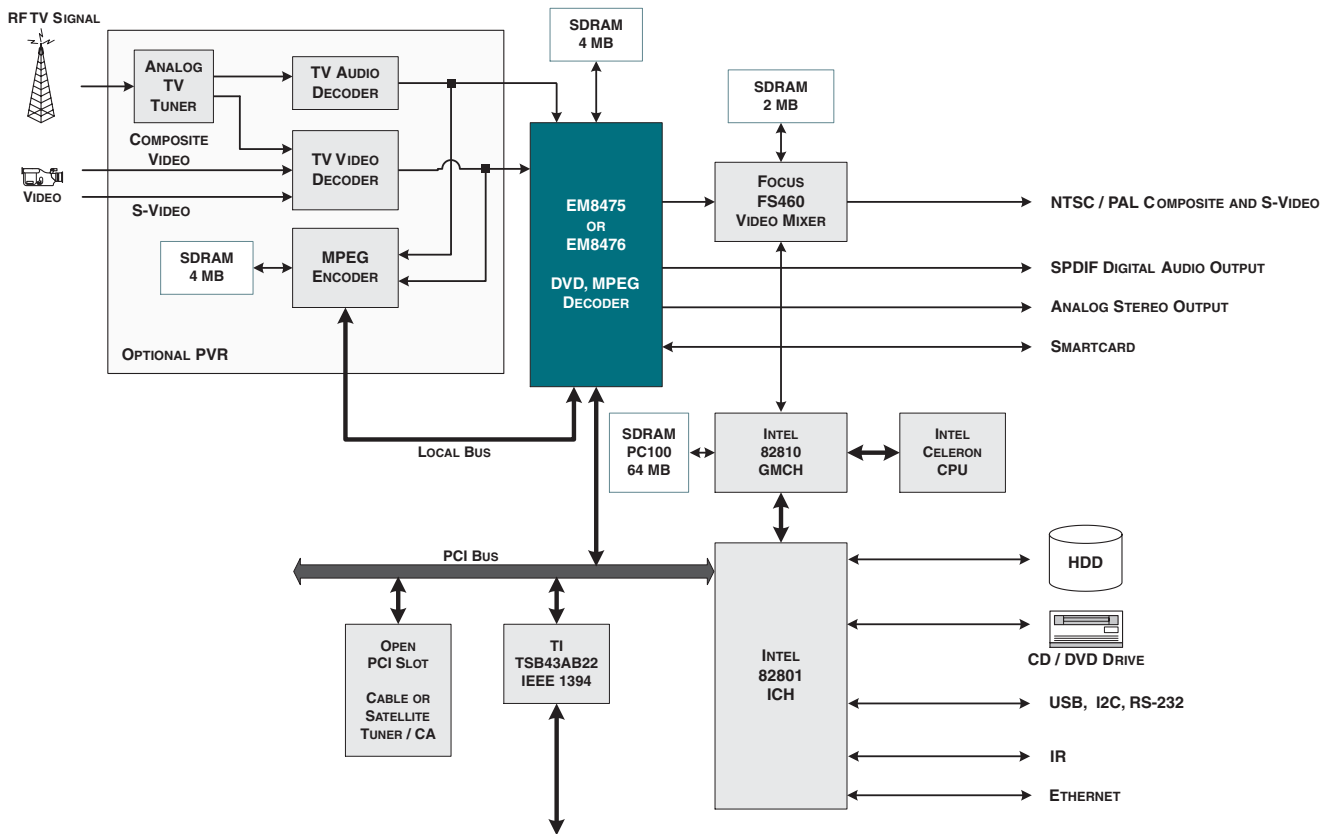 RF TV SIGNAL
ANALOG
TV
TUNER
TV AUDIO
DECODER
COMPOSITE
VIDEO
TV VIDEO
DECODER
VIDEO
S-VIDEO
SDRAM
4 MB
MPEG
ENCODER
OPTIONAL PVR
SDRAM
4 MB
EM8475
OR
EM8476
DVD, MPEG
DECODER
SDRAM
2 MB
FOCUS
FS460
VIDEO MIXER
NTSC / PAL COMPOSITE AND S-VIDEO
SPDIF DIGITAL AUDIO OUTPUT
ANALOG STEREO OUTPUT
SMARTCARD
LOCAL BUS
SDRAM
PC100
64 MB
INTEL
82810
GMCH
INTEL
CELERON
CPU
PCI BUS
OPEN
PCI SLOT
CABLE OR
SATELLITE
TUNER / CA
TI
TSB43AB22
IEEE 1394
INTEL
82801
ICH
HDD
CD / DVD DRIVE
USB, I2C, RS-232
IR
ETHERNET